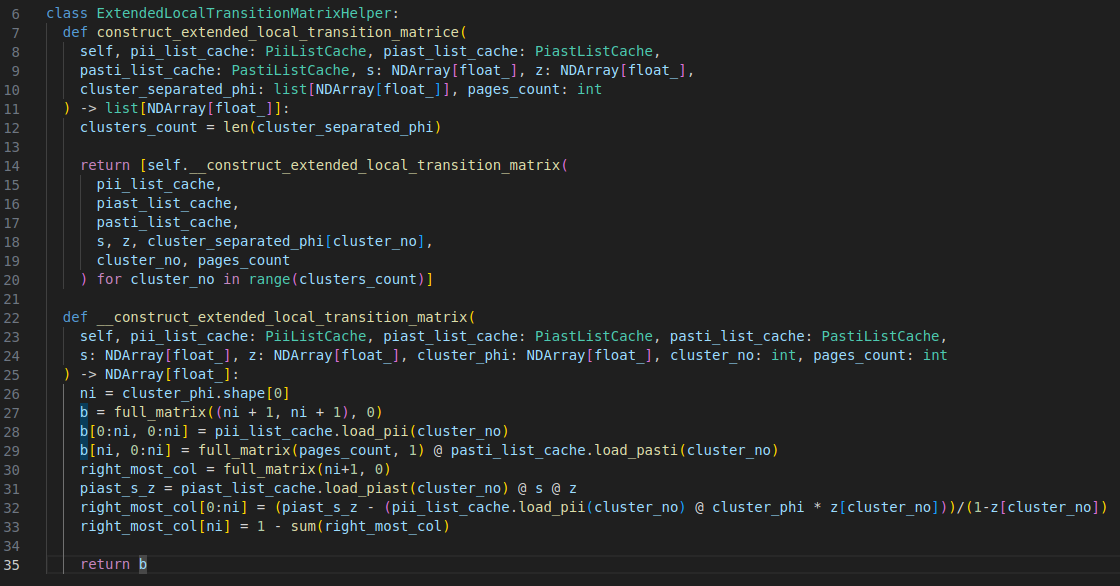 6 class ExtendedLocalTransitionMatrixHelper:
7 def construct_extended_local_transition_matrice(
8 self, pii_list_cache: PiiListCache, piast_list_cache: PiastListCache,
9 pasti_list_cache: PastiListCache, s: NDArray[float_], z: NDArray[float_],
10 cluster_separated_phi: list[NDArray[float_]], pages_count: int
11 ) -> list[NDArray[float_]]:
12 clusters_count = len(cluster_separated_phi)
13
14 return [self.__construct_extended_local_transition_matrix(
15 pii_list_cache,
16 piast_list_cache,
17 pasti_list_cache,
18 s, z, cluster_separated_phi[cluster_no],
19 cluster_no, pages_count
20 ) for cluster_no in range(clusters_count)]
21
22 def __construct_extended_local_transition_matrix(
23 self, pii_list_cache: PiiListCache, piast_list_cache: PiastListCache, pasti_list_cache: PastiListCache,
24 s: NDArray[float_], z: NDArray[float_], cluster_phi: NDArray[float_], cluster_no: int, pages_count: int
25 ) -> NDArray[float_]:
26 ni = cluster_phi.shape[0]
27 b = full_matrix((ni + 1, ni + 1), 0)
28 b[0:ni, 0:ni] = pii_list_cache.load_pii(cluster_no)
29 b[ni, 0:ni] = full_matrix(pages_count, 1) @ pasti_list_cache.load_pasti(cluster_no)
30 right_most_col = full_matrix(ni+1, 0)
31 piast_s_z = piast_list_cache.load_piast(cluster_no) @ s @ z
32 right_most_col[0:ni] = (piast_s_z - (pii_list_cache.load_pii(cluster_no) @ cluster_phi * z[cluster_no]))/(1-z[cluster_no])
33 right_most_col[ni] = 1 - sum(right_most_col)
34
35 return b